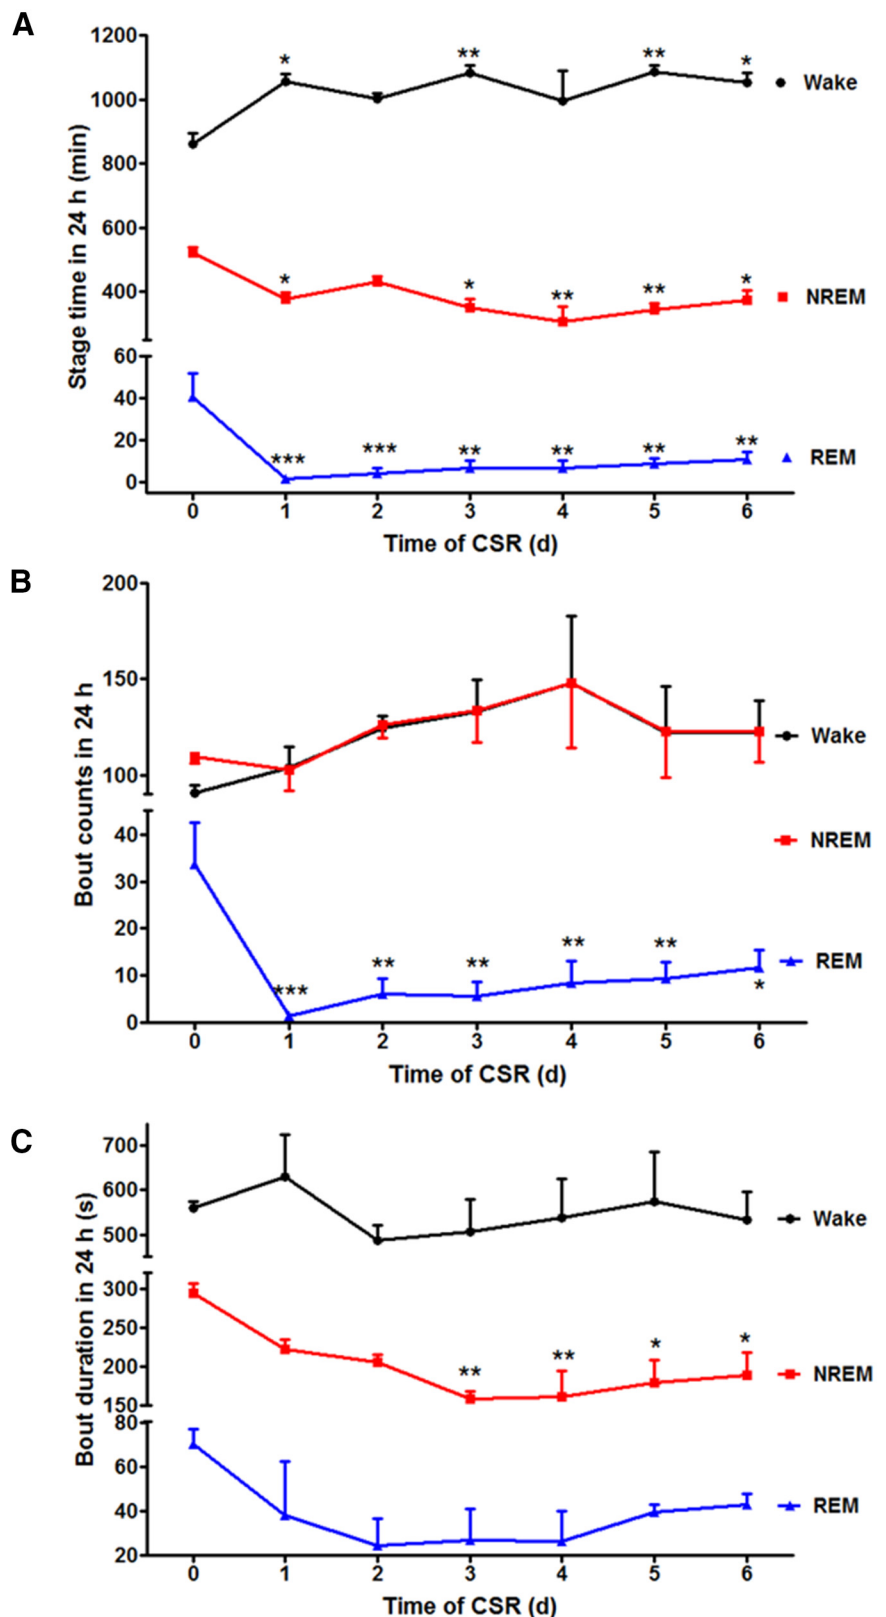 A
1200
1000
800
600
400
60
40
20
0
Stage time in 24 h (min)
* ** ** *
* * ** ** *
*** *** ** ** ** **
Wake
NREM
REM
0 1 2 3 4 5 6
Time of CSR (d)
B
200
150
100
40
30
20
10
0
Bout counts in 24 h
*** ** ** ** ** *
Wake
NREM
REM
0 1 2 3 4 5 6
Time of CSR (d)
C
700
600
500
300
250
200
150
80
60
40
20
Bout duration in 24 h (s)
** ** * *
Wake
NREM
REM
0 1 2 3 4 5 6
Time of CSR (d)